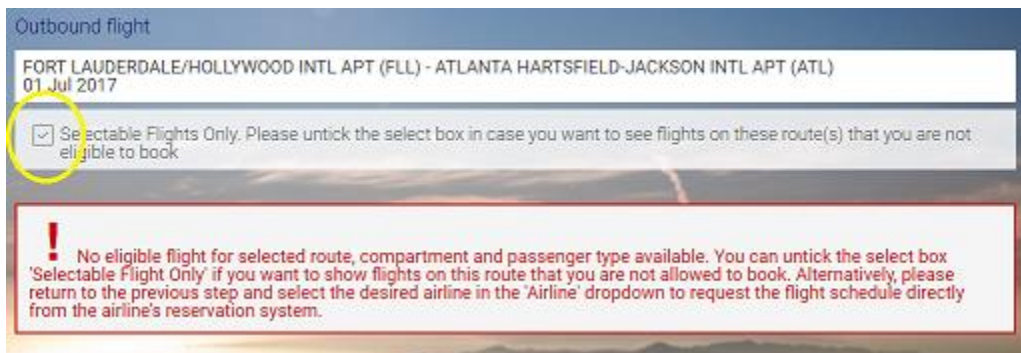 Outbound flight
FORT LAUDERDALE/HOLLYWOOD INTL APT (FLL) - ATLANTA HARTSFIELD-JACKSON INTL APT (ATL)
01 Jul 2017
Selectable Flights Only. Please untick the select box in case you want to see flights on these route(s) that you are not
eligible to book
! No eligible flight for selected route, compartment and passenger type available. You can untick the select box
'Selectable Flight Only' if you want to show flights on this route that you are not allowed to book. Alternatively, please
return to the previous step and select the desired airline in the 'Airline' dropdown to request the flight schedule directly
from the airline's reservation system.